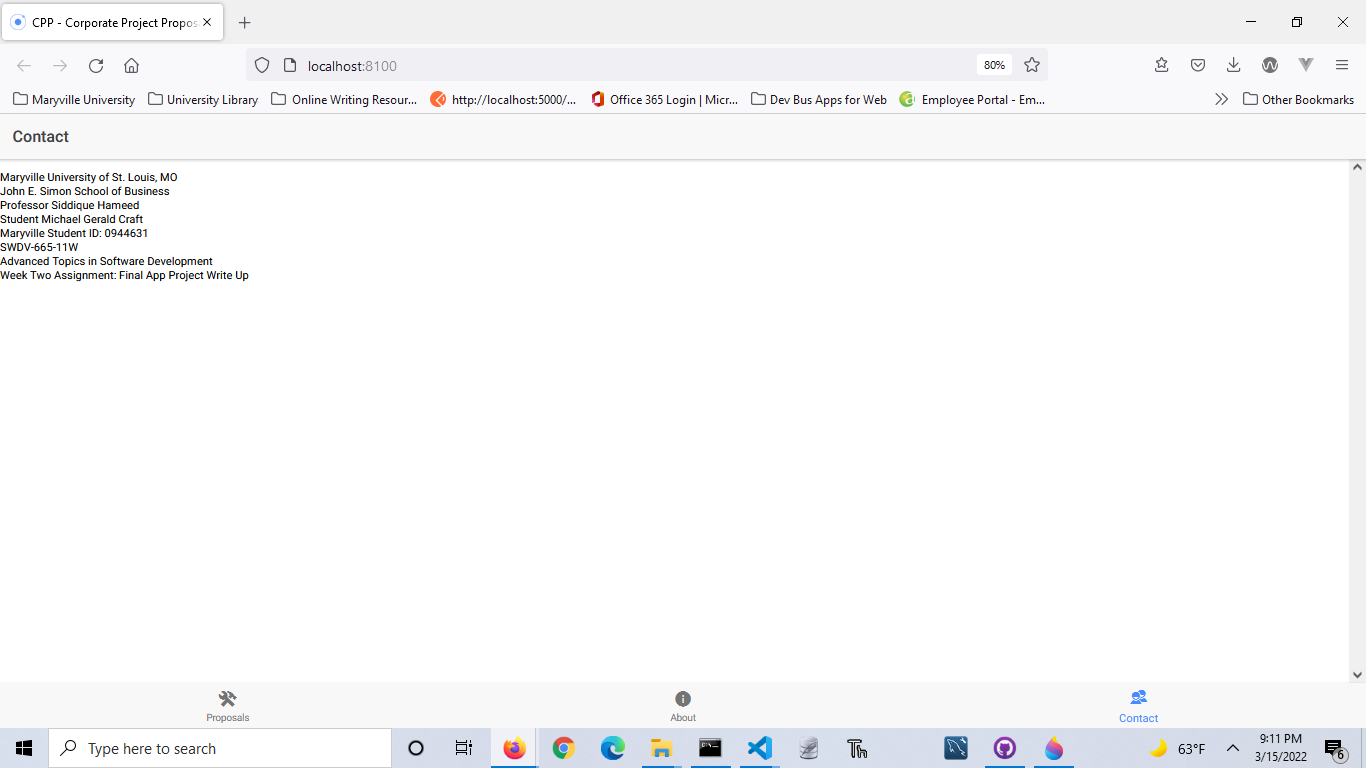 CPP - Corporate Project Propos
localhost:8100
80%
Maryville University
University Library
Online Writing Resour...
http://localhost:5000/...
Office 365 Login | Micr...
Dev Bus Apps for Web
Employee Portal - Em...
Other Bookmarks
Contact
Maryville University of St. Louis, MO
John E. Simon School of Business
Professor Siddique Hameed
Student Michael Gerald Craft
Maryville Student ID: 0944631
SWDV-665-11W
Advanced Topics in Software Development
Week Two Assignment: Final App Project Write Up
Proposals
About
Contact
Type here to search
63°F
9:11 PM
3/15/2022
6